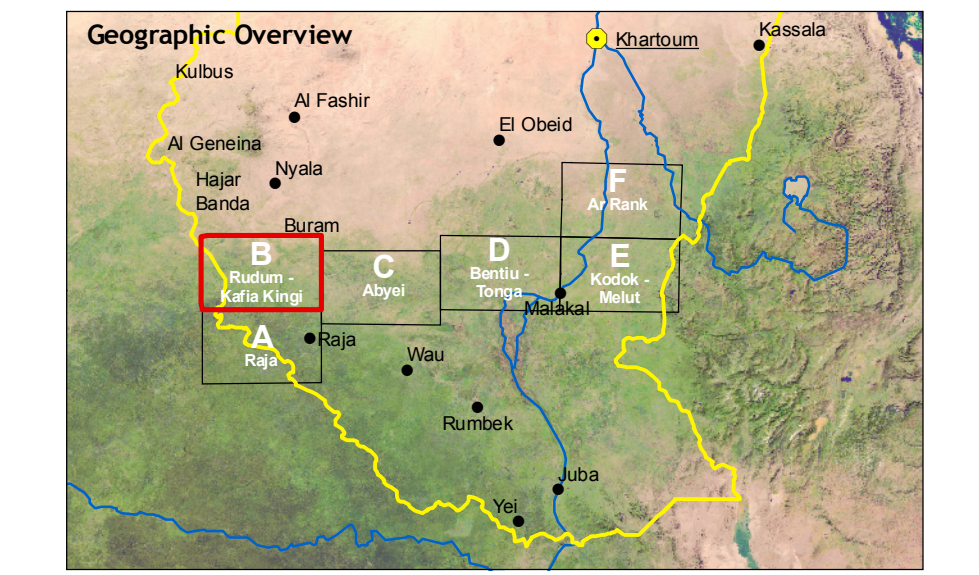 Geographic Overview
Khartoum
Kassala
Kulbus
Al Fashir
El Obeid
Al Geneina
Nyala
Hajar
Banda
Buram
F
Ar Rank
B
Rudum -
Kafia Kingi
C
Abyei
D
Bentiu -
Tonga
E
Kodok -
Melut
Malakal
A
Raja
Raja
Wau
Rumbek
Juba
Yei